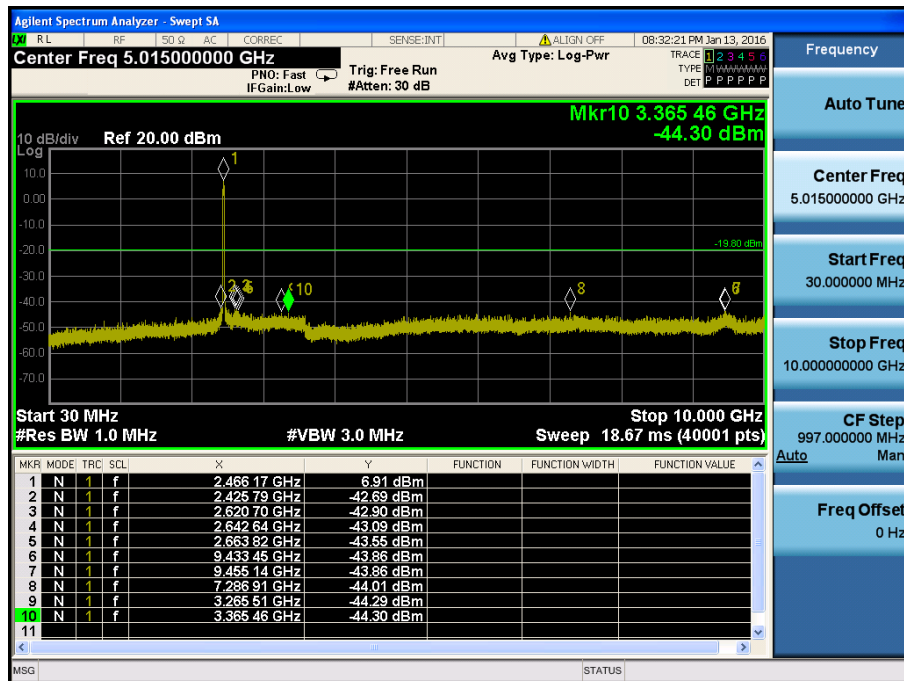 Agilent Spectrum Analyzer - Swept SA
LXI RL RF 50 Ω AC CORREC SENSE:INT ALIGN OFF 08:32:21 PM Jan 13, 2016
Center Freq 5.015000000 GHz
PNO: Fast
IFGain:Low
Trig: Free Run
#Atten: 30 dB
Avg Type: Log-Pwr
TRACE 1 2 3 4 5 6
TYPE MWWWWW
DET P P P P P P
Mkr10 3.365 46 GHz
-44.30 dBm
10 dB/div Ref 20.00 dBm
Log
10.0
0.00
-10.0
-20.0
-30.0
-40.0
-50.0
-60.0
-70.0
-19.80 dBm
1
2
10
8
Start 30 MHz Stop 10.000 GHz
#Res BW 1.0 MHz #VBW 3.0 MHz Sweep 18.67 ms (40001 pts)
MKR MODE TRC SCL X Y FUNCTION FUNCTION WIDTH FUNCTION VALUE
1 N 1 f 2.466 17 GHz 6.91 dBm
2 N 1 f 2.425 79 GHz -42.69 dBm
3 N 1 f 2.620 70 GHz -42.90 dBm
4 N 1 f 2.642 64 GHz -43.09 dBm
5 N 1 f 2.663 82 GHz -43.55 dBm
6 N 1 f 9.433 45 GHz -43.86 dBm
7 N 1 f 9.455 14 GHz -43.86 dBm
8 N 1 f 7.286 91 GHz -44.01 dBm
9 N 1 f 3.265 51 GHz -44.29 dBm
10 N 1 f 3.365 46 GHz -44.30 dBm
11
MSG STATUS
Frequency
Auto Tune
Center Freq
5.015000000 GHz
Start Freq
30.000000 MHz
Stop Freq
10.000000000 GHz
CF Step
997.000000 MHz
Auto Man
Freq Offset
0 Hz